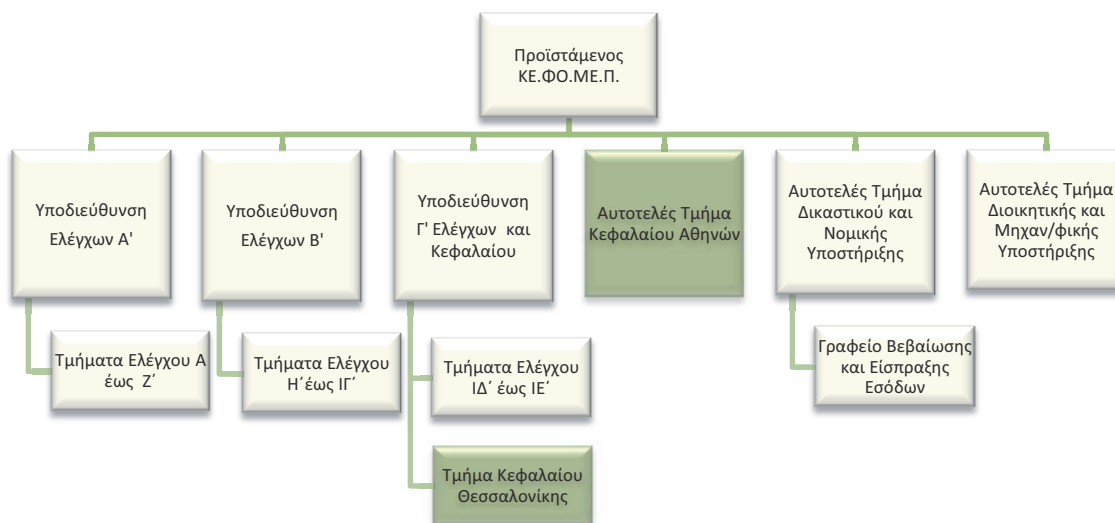 Προϊστάμενος
ΚΕ.ΦΟ.ΜΕ.Π.
Υποδιεύθυνση
Ελέγχων Α'
Υποδιεύθυνση
Ελέγχων Β'
Υποδιεύθυνση
Γ' Ελέγχων και
Κεφαλαίου
Αυτοτελές Τμήμα
Κεφαλαίου Αθηνών
Αυτοτελές Τμήμα
Δικαστικού και
Νομικής
Υποστήριξης
Αυτοτελές Τμήμα
Διοικητικής και
Μηχαν/φικής
Υποστήριξης
Τμήματα Ελέγχου Α
έως Ζ΄
Τμήματα Ελέγχου
Η΄έως ΙΓ΄
Τμήματα Ελέγχου
ΙΔ΄ έως ΙΕ΄
Γραφείο Βεβαίωσης
και Είσπραξης
Εσόδων
Τμήμα Κεφαλαίου
Θεσσαλονίκης